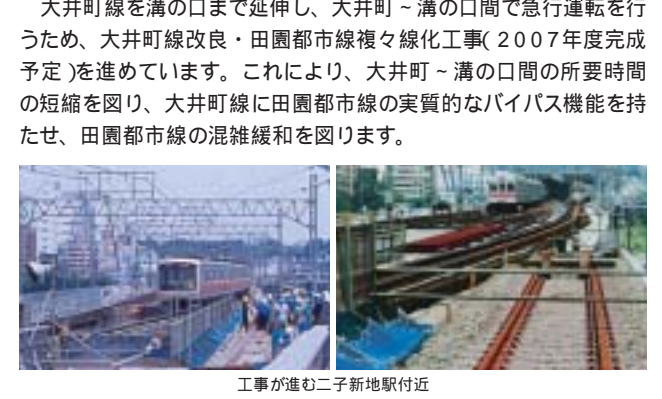 大井町線を溝の口まで延伸し、大井町～溝の口間で急行運転を行
うため、大井町線改良・田園都市線複々線化工事(２００７年度完成
予定)を進めています。これにより、大井町～溝の口間の所要時間
の短縮を図り、大井町線に田園都市線の実質的なバイパス機能を持
たせ、田園都市線の混雑緩和を図ります。
工事が進む二子新地駅付近